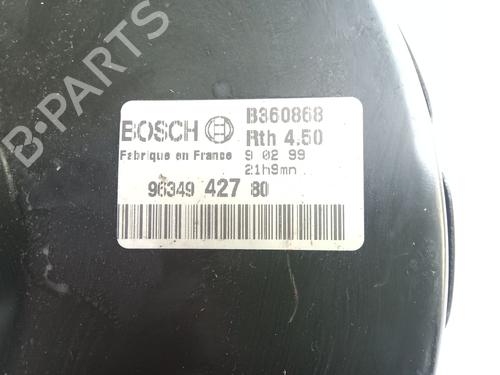 B-PARTS
BOSCH
B360868
Rth 4.50
Fabrique en France
9 02 99
21h9mn
96349 427 80